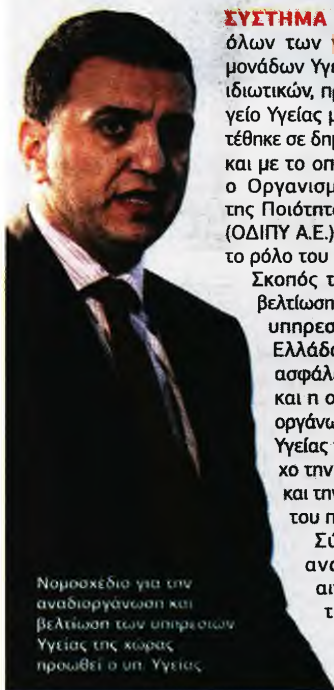 ΣΥΣΤΗΜΑ
όλων των
μονάδων Υγε
ιδιωτικών, πρ
γείο Υγείας μ
τέθηκε σε δημ
και με το οπ
ο Οργανισμ
της Ποιότητα
(ΟΔΙΠΥ Α.Ε.)
το ρόλο του
Σκοπός τ
βελτίωση
υπηρεσ
Ελλάδα
ασφάλε
και η ο
οργάνω
Υγείας
χο την
και την
του π
Σύ
ανα
αι
τ
Νομοσχέδιο για την
αναδιοργάνωση και
βελτίωση των υπηρεσιών
Υγείας της χώρας
προωθεί ο υπ. Υγείας